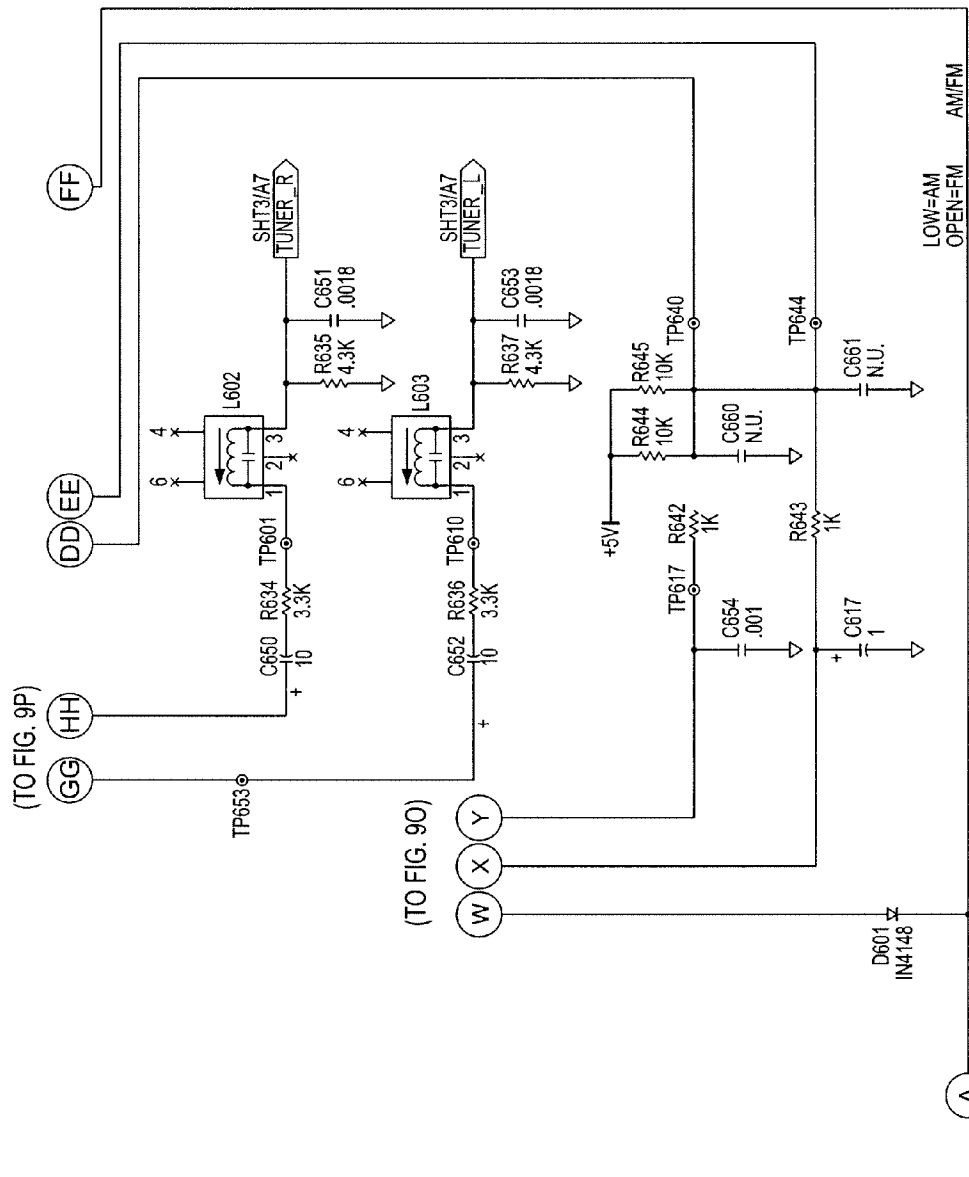 FF
EE
DD
(TO FIG. 9P)
HH
GG
SHT3/A7
TUNER_R
L602
4
6
3
2
1
C651
.0018
R635
4.3K
TP601
R634
3.3K
C650
10
+
TP653
SHT3/A7
TUNER_L
L603
4
6
3
2
1
C653
.0018
R637
4.3K
TP610
R636
3.3K
C652
10
+
(TO FIG. 9O)
Y
X
W
+5V
R645
10K
R644
10K
TP640
TP644
C660
N.U.
C661
N.U.
R642
1K
TP617
C654
.001
R643
1K
C617
1
+
D601
IN4148
LOW=AM
OPEN=FM
AM/FM